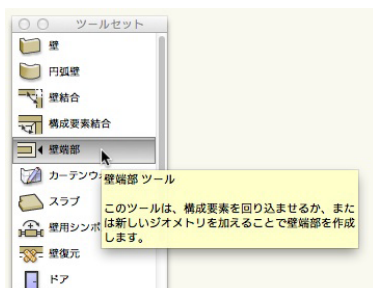 ツールセット
壁
円弧壁
壁結合
構成要素結合
壁端部
カーテンウ
スラブ
壁用シンボ
壁復元
ドア
壁端部 ツール
このツールは、構成要素を回り込ませるか、また
は新しいジオメトリを加えることで壁端部を作成
します。